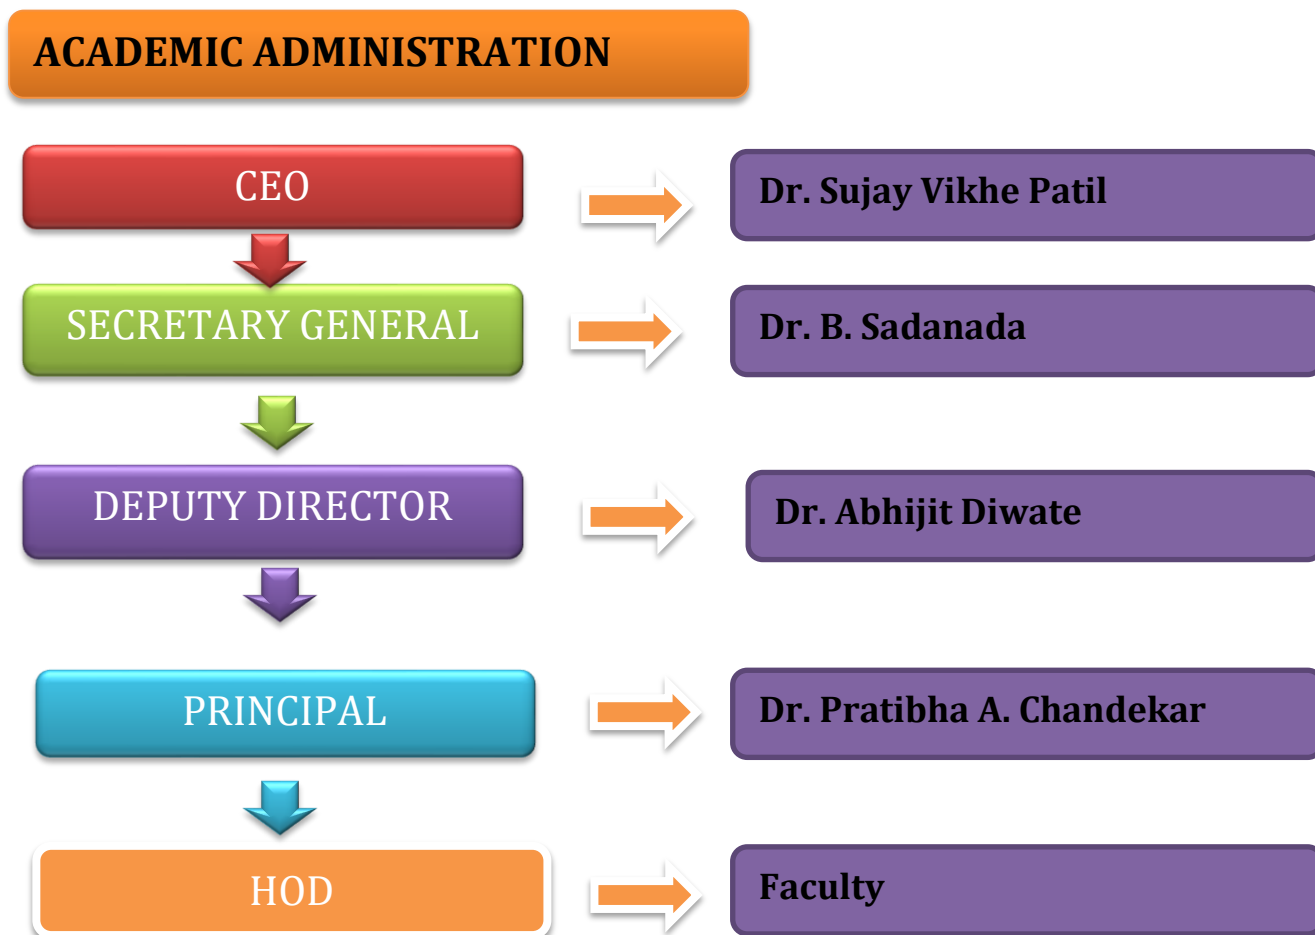 ACADEMIC ADMINISTRATION
CEO
Dr. Sujay Vikhe Patil
SECRETARY GENERAL
Dr. B. Sadanada
DEPUTY DIRECTOR
Dr. Abhijit Diwate
PRINCIPAL
Dr. Pratibha A. Chandekar
HOD
Faculty